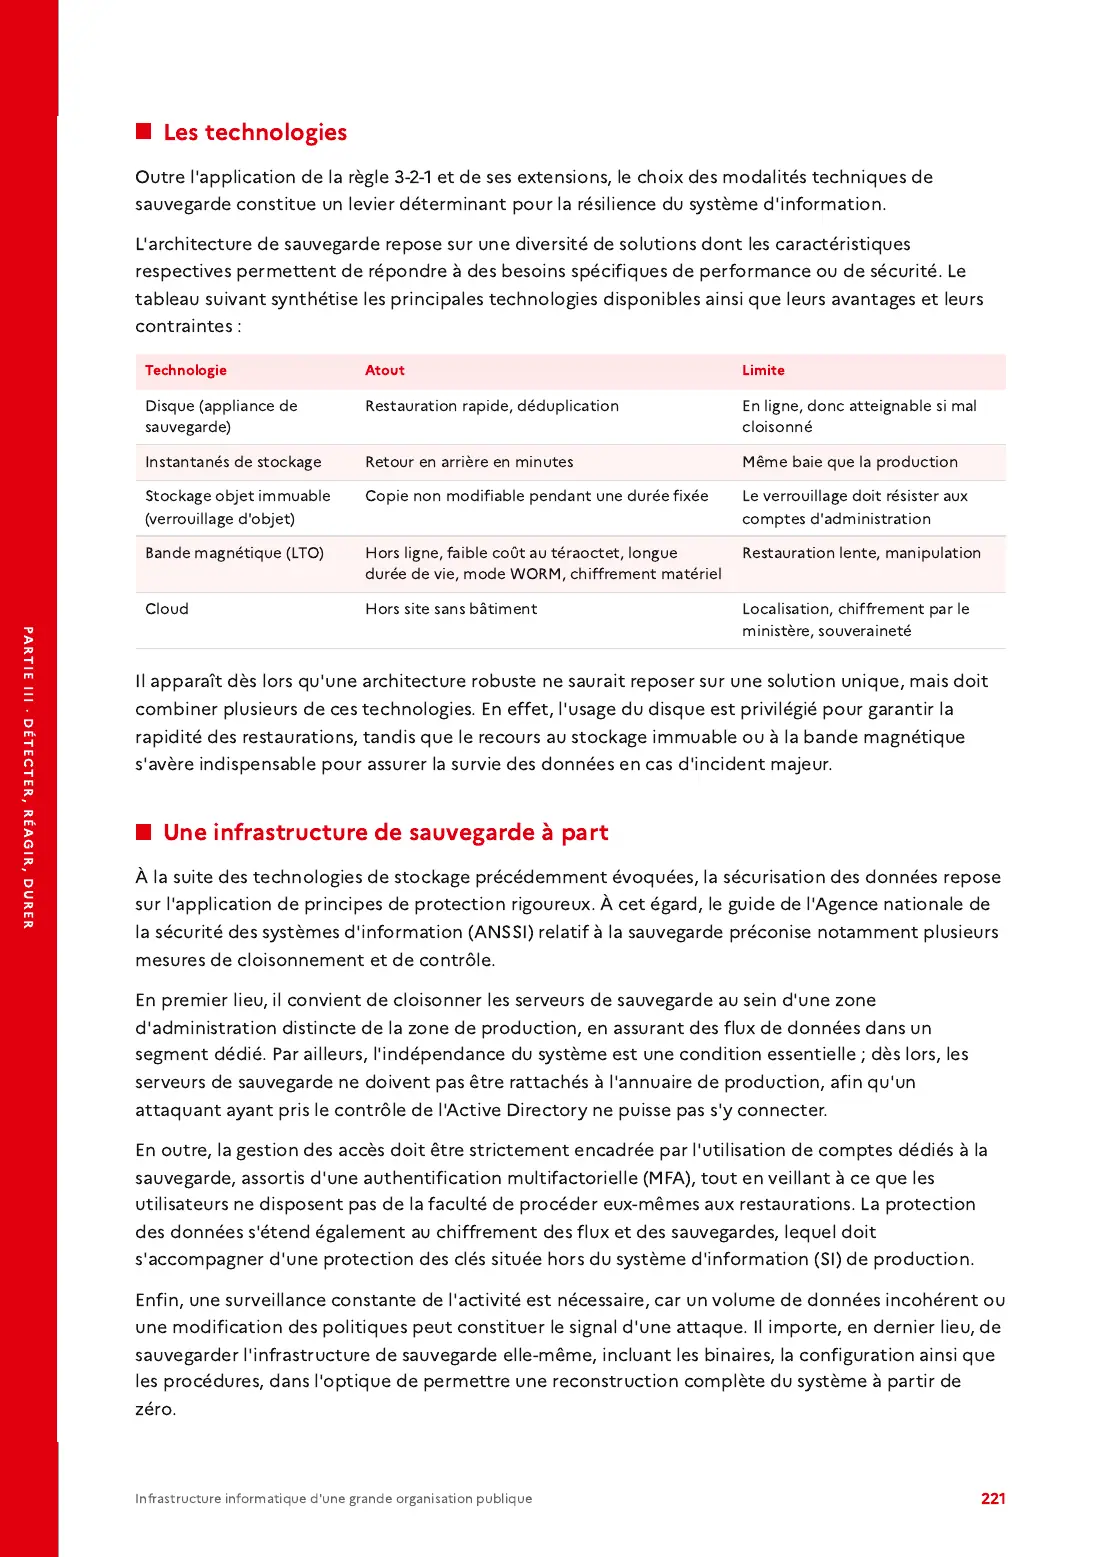 Les technologies
Outre l'application de la règle 3-2-1 et de ses extensions, le choix des modalités techniques de
sauvegarde constitue un levier déterminant pour la résilience du système d'information.
L'architecture de sauvegarde repose sur une diversité de solutions dont les caractéristiques
respectives permettent de répondre à des besoins spécifiques de performance ou de sécurité. Le
tableau suivant synthétise les principales technologies disponibles ainsi que leurs avantages et leurs
contraintes :
Technologie Atout Limite
Disque (appliance de Restauration rapide, déduplication En ligne, donc atteignable si mal
sauvegarde) cloisonné
Instantanés de stockage Retour en arrière en minutes Même baie que la production
Stockage objet immuable Copie non modifiable pendant une durée fixée Le verrouillage doit résister aux
(verrouillage d'objet) comptes d'administration
Bande magnétique (LTO) Hors ligne, faible coût au téraoctet, longue Restauration lente, manipulation
durée de vie, mode WORM, chiffrement matériel
Cloud Hors site sans bâtiment Localisation, chiffrement par le
ministère, souveraineté
Il apparaît dès lors qu'une architecture robuste ne saurait reposer sur une solution unique, mais doit
combiner plusieurs de ces technologies. En effet, l'usage du disque est privilégié pour garantir la
rapidité des restaurations, tandis que le recours au stockage immuable ou à la bande magnétique
s'avère indispensable pour assurer la survie des données en cas d'incident majeur.
Une infrastructure de sauvegarde à part
À la suite des technologies de stockage précédemment évoquées, la sécurisation des données repose
sur l'application de principes de protection rigoureux. À cet égard, le guide de l'Agence nationale de
la sécurité des systèmes d'information (ANSSI) relatif à la sauvegarde préconise notamment plusieurs
mesures de cloisonnement et de contrôle.
En premier lieu, il convient de cloisonner les serveurs de sauvegarde au sein d'une zone
d'administration distincte de la zone de production, en assurant des flux de données dans un
segment dédié. Par ailleurs, l'indépendance du système est une condition essentielle ; dès lors, les
serveurs de sauvegarde ne doivent pas être rattachés à l'annuaire de production, afin qu'un
attaquant ayant pris le contrôle de l'Active Directory ne puisse pas s'y connecter.
En outre, la gestion des accès doit être strictement encadrée par l'utilisation de comptes dédiés à la
sauvegarde, assortis d'une authentification multifactorielle (MFA), tout en veillant à ce que les
utilisateurs ne disposent pas de la faculté de procéder eux-mêmes aux restaurations. La protection
des données s'étend également au chiffrement des flux et des sauvegardes, lequel doit
s'accompagner d'une protection des clés située hors du système d'information (SI) de production.
Enfin, une surveillance constante de l'activité est nécessaire, car un volume de données incohérent ou
une modification des politiques peut constituer le signal d'une attaque. Il importe, en dernier lieu, de
sauvegarder l'infrastructure de sauvegarde elle-même, incluant les binaires, la configuration ainsi que
les procédures, dans l'optique de permettre une reconstruction complète du système à partir de
zéro.
PARTIE III · DÉTECTER, RÉAGIR, DURER
Infrastructure informatique d'une grande organisation publique 221